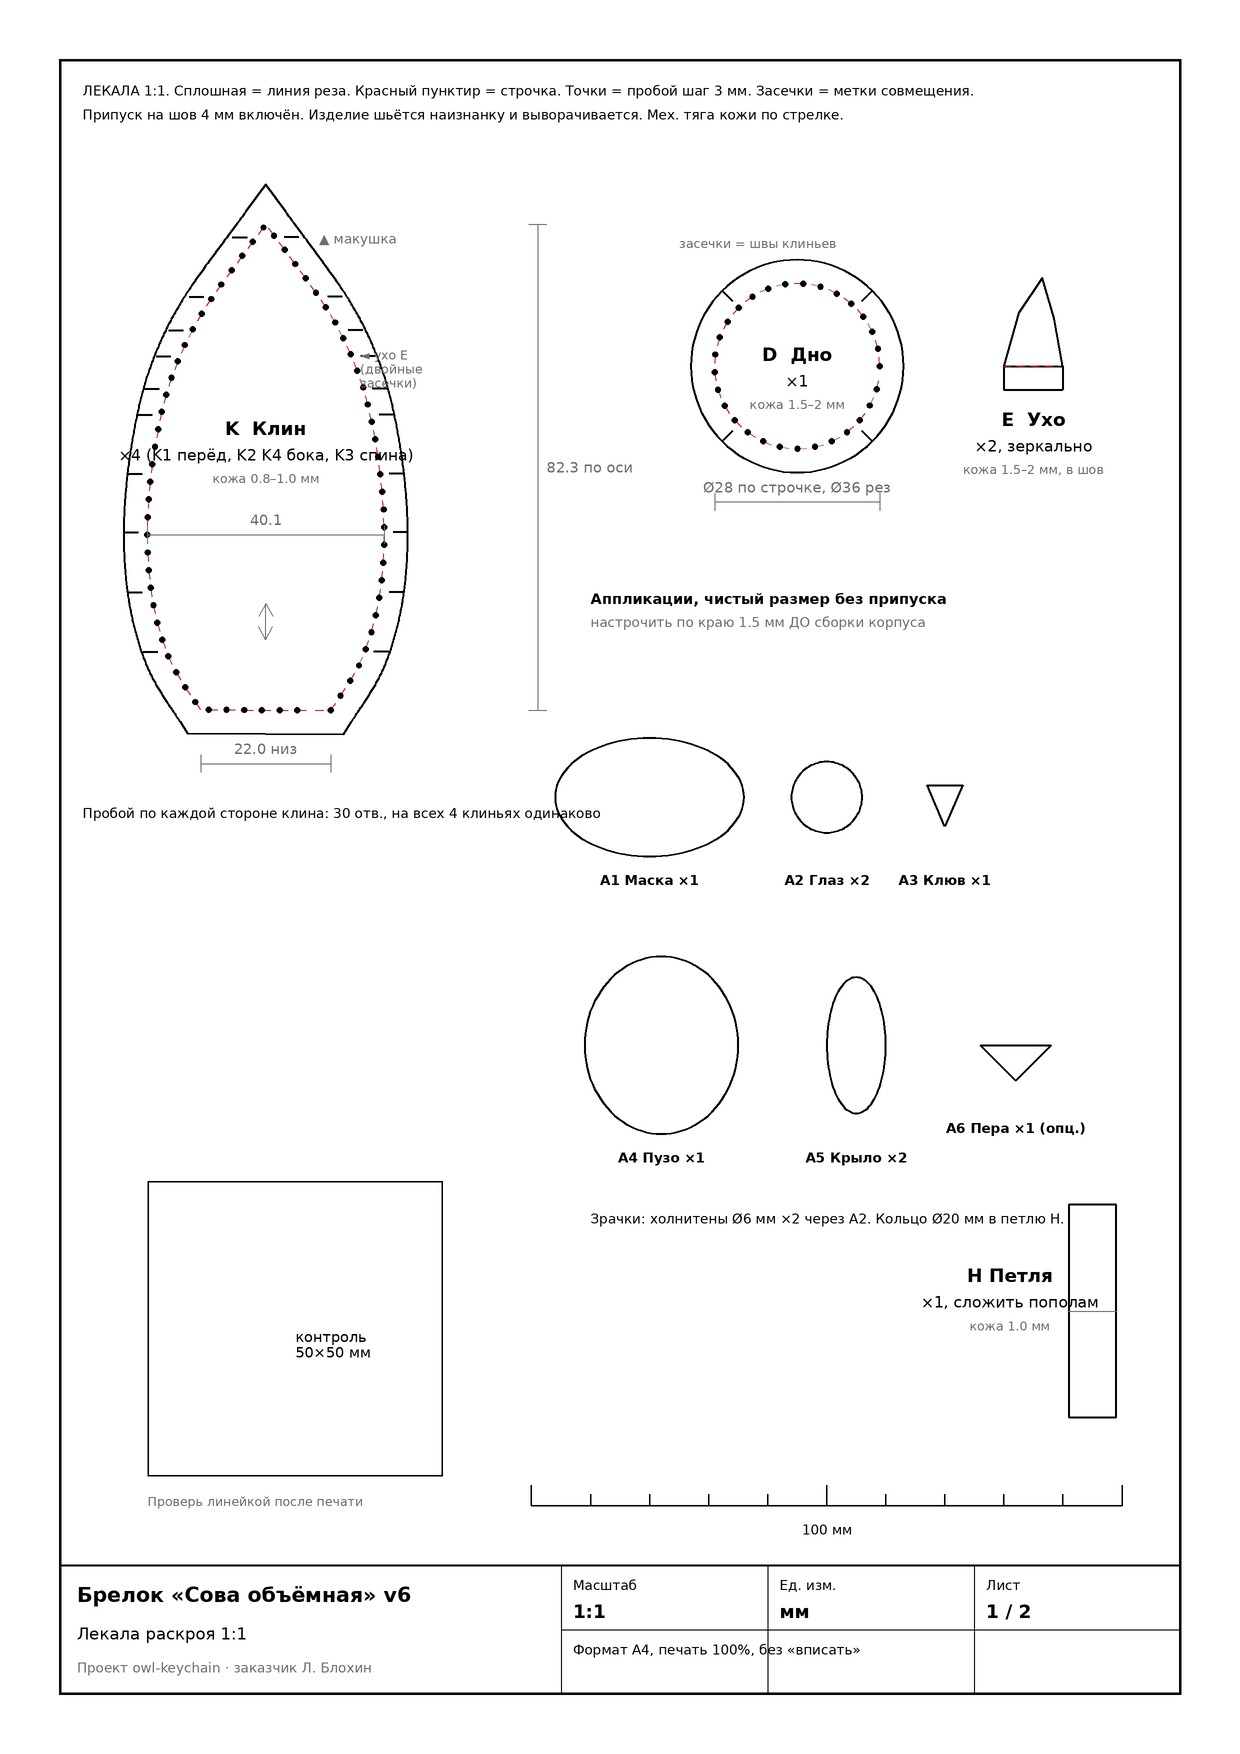 ЛЕКАЛА 1:1. Сплошная = линия реза. Красный пунктир = строчка. Точки = пробой шаг 3 мм. Засечки = метки совмещения.
Припуск на шов 4 мм включён. Изделие шьётся наизнанку и выворачивается. Мех. тяга кожи по стрелке.
▲ макушка
◄ ухо E
(двойные
засечки)
K Клин
×4 (K1 перёд, K2 K4 бока, K3 спина)
кожа 0.8–1.0 мм
40.1
22.0 низ
82.3 по оси
засечки = швы клиньев
D Дно
×1
кожа 1.5–2 мм
Ø28 по строчке, Ø36 рез
E Ухо
×2, зеркально
кожа 1.5–2 мм, в шов
Аппликации, чистый размер без припуска
настрочить по краю 1.5 мм ДО сборки корпуса
Пробой по каждой стороне клина: 30 отв., на всех 4 клиньях одинаково
A1 Маска ×1
A2 Глаз ×2
A3 Клюв ×1
A4 Пузо ×1
A5 Крыло ×2
A6 Пера ×1 (опц.)
Зрачки: холнитены Ø6 мм ×2 через A2. Кольцо Ø20 мм в петлю H.
H Петля
×1, сложить пополам
кожа 1.0 мм
контроль
50×50 мм
Проверь линейкой после печати
100 мм
Брелок «Сова объёмная» v6
Лекала раскроя 1:1
Проект owl-keychain · заказчик Л. Блохин
Масштаб
1:1
Ед. изм.
мм
Лист
1 / 2
Формат A4, печать 100%, без «вписать»